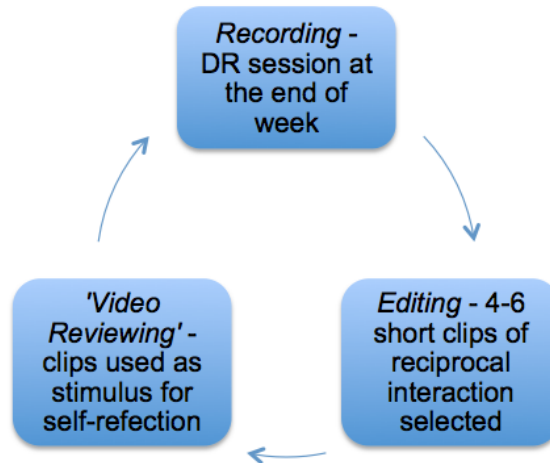 Recording -
DR session at
the end of
week
Editing - 4-6
short clips of
reciprocal
interaction
selected
'Video
Reviewing' -
clips used as
stimulus for
self-refection